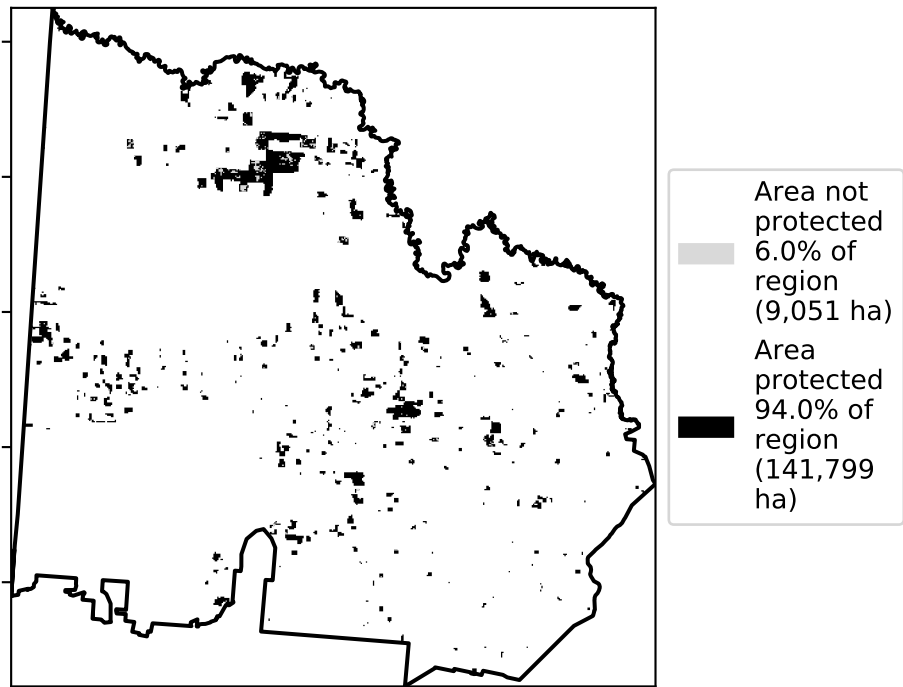 Area not
protected
6.0% of
region
(9,051 ha)
Area
protected
94.0% of
region
(141,799
ha)